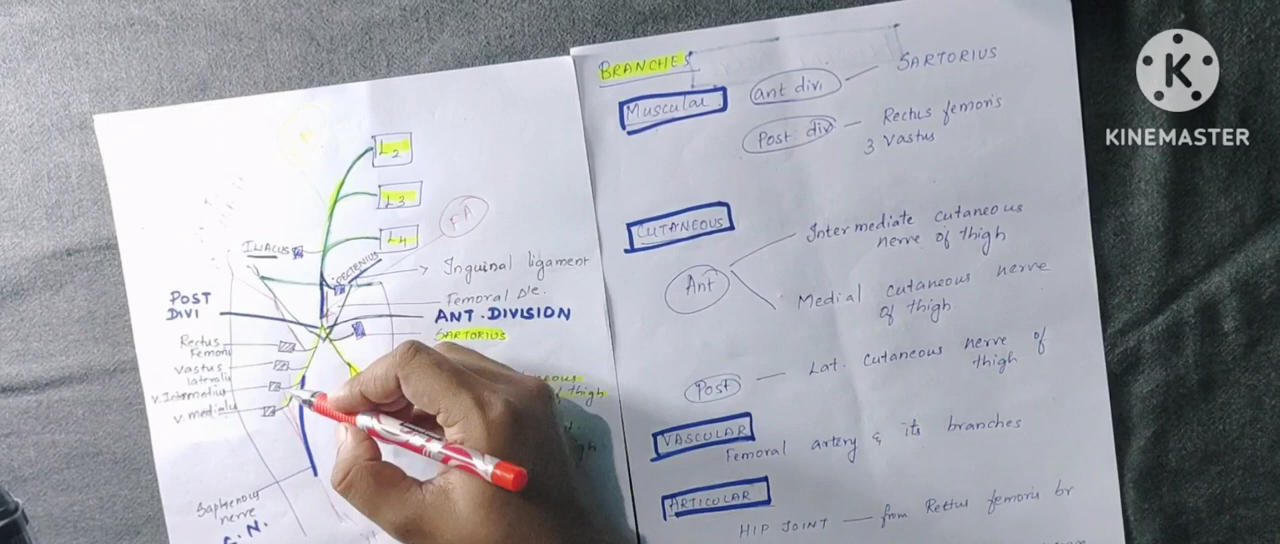 L2
L3
L4
FA
ILIACUS
PECTENIUS
Inguinal ligament
Femoral
POST
DIVI
ANT. DIVISION
SARTORIUS
Rectus
Femoris
Vastus
lateralis
V. Intermedius
V. medialis
of thigh
Saphenous
nerve
BRANCHES
Muscular
ant divi
SARTORIUS
Post div
Rectus femoris
3 Vastus
CUTANEOUS
Ant
Intermediate cutaneous
nerve of thigh
Medial cutaneous nerve
of thigh
Post
Lat. cutaneous nerve of
thigh
VASCULAR
Femoral artery & its branches
ARTICULAR
HIP JOINT — from Rectus femoris br
K
KINEMASTER